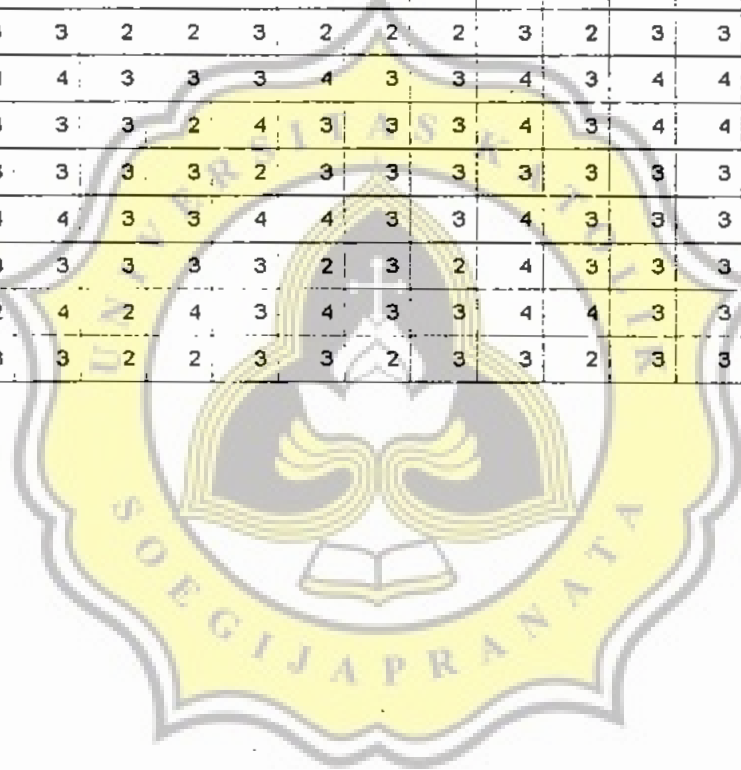 3 2 2 3 2 2 2 3 2 3 3
4 3 3 3 4 3 3 4 3 4 4
3 3 2 4 3 3 3 4 3 4 4
3 3 3 2 3 3 3 3 3 3 3
4 3 3 4 4 3 3 4 3 3 3
3 3 3 3 2 3 2 4 3 3 3
4 2 4 3 4 3 3 4 4 3 3
3 2 2 3 3 2 3 3 2 3 3
UNIVERSITAS KATOLIK
SOEGIJAPRANATA